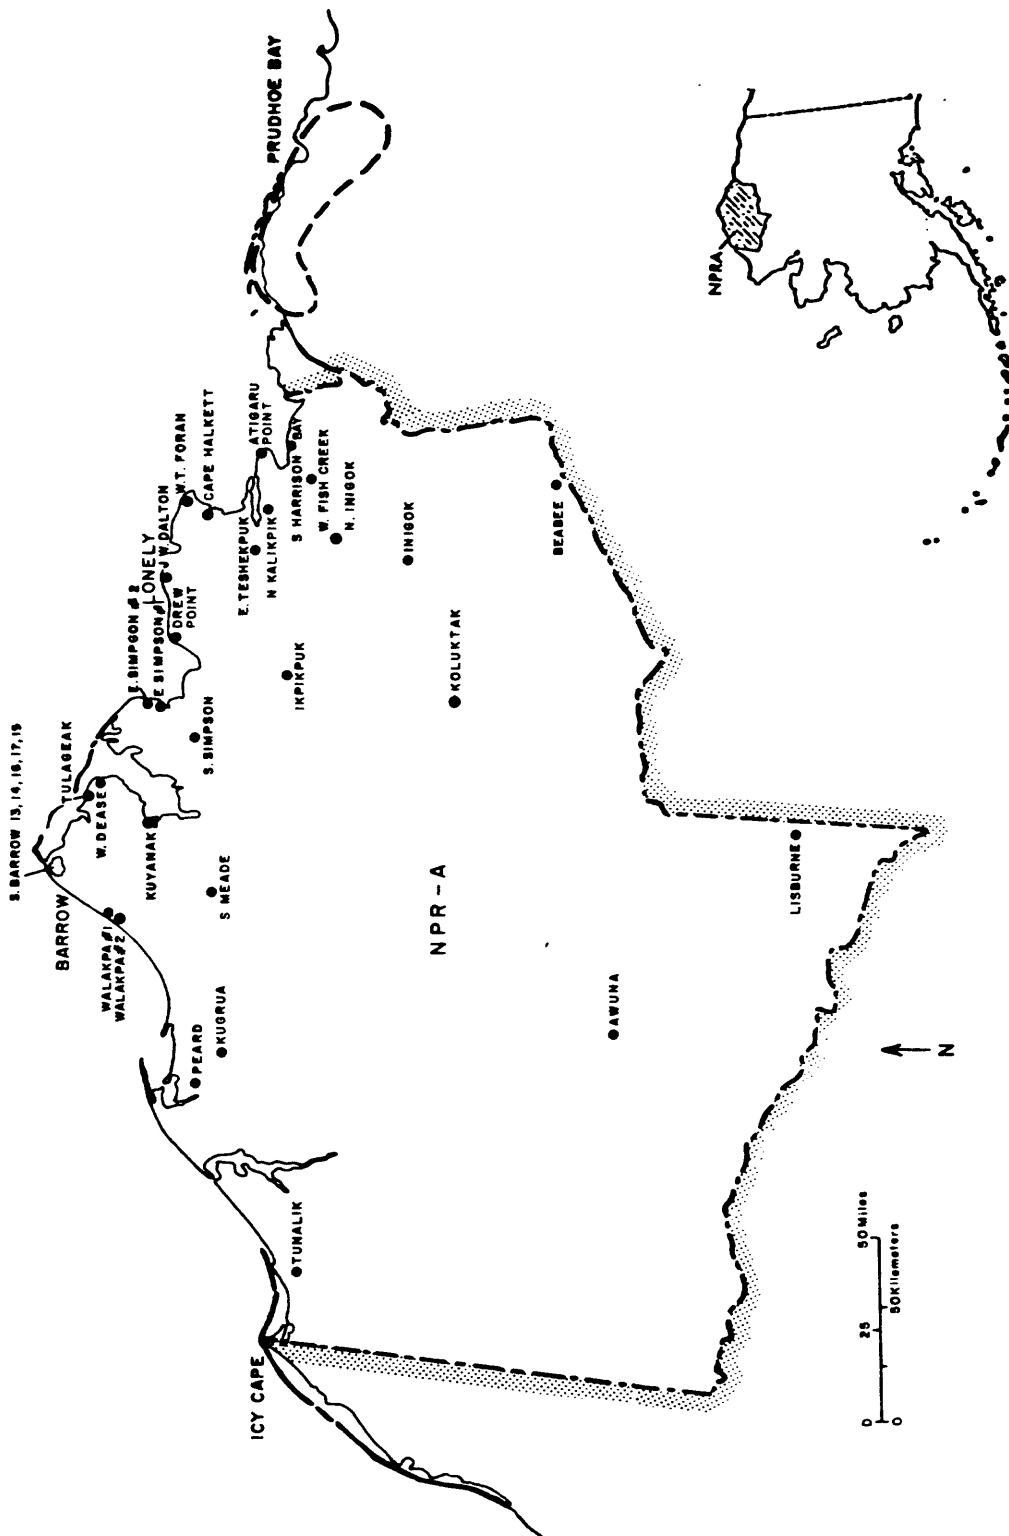 PRUDHOE BAY
NPRA
ATIGARU
POINT
S HARRISON BAY
W. FISH CREEK
N. INIGOK
W.T. FORAN
CAPE HALKETT
J W. DALTON
LONELY
DREW
POINT
E. SIMPSON # 2
E SIMPSON #1
E. TESHEKPUK
N KALIKPIK
INIGOK
SEABEE
IKPIKPUK
KOLUKTAK
S. SIMPSON
TULAGEAK
W. DEASE
S. BARROW 13, 14, 16, 17, 19
BARROW
KUYANAK
S MEADE
WALAKPA #1
WALAKPA #2
NPR-A
LISBURNE
AWUNA
PEARD
KUGRUA
TUNALIK
ICY CAPE
N
0 25 50 Miles
0 50 Kilometers